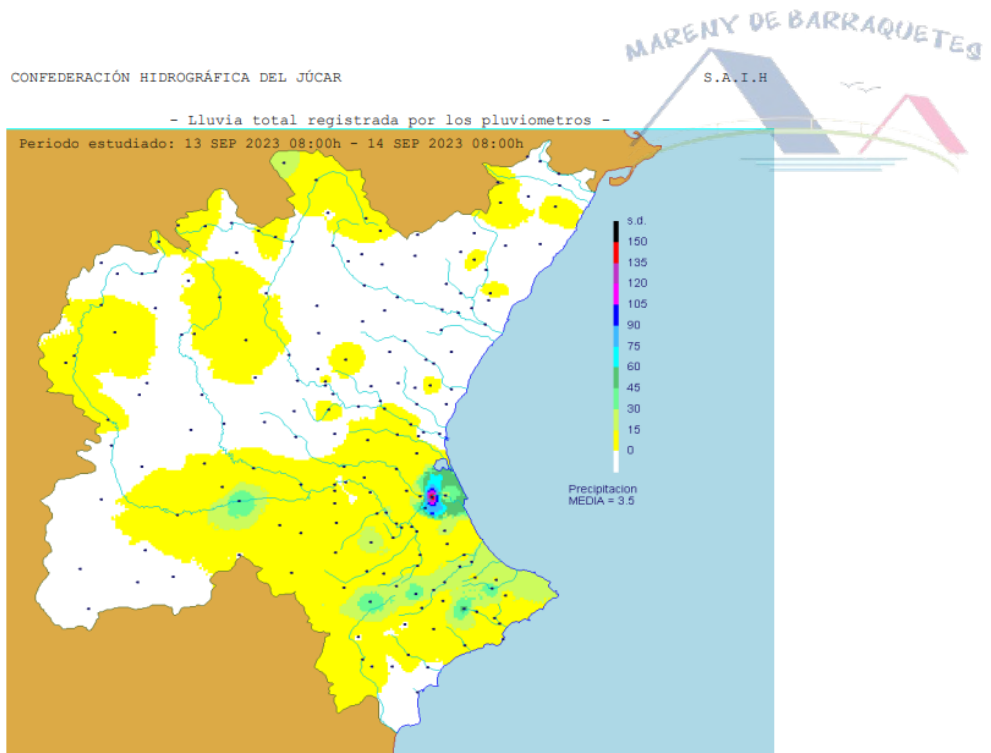 MARENY DE BARRAQUETES
CONFEDERACIÓN HIDROGRÁFICA DEL JÚCAR
S.A.I.H
- Lluvia total registrada por los pluviometros -
Periodo estudiado: 13 SEP 2023 08:00h - 14 SEP 2023 08:00h
s.d.
150
135
120
105
90
75
60
45
30
15
0
Precipitacion
MEDIA = 3.5